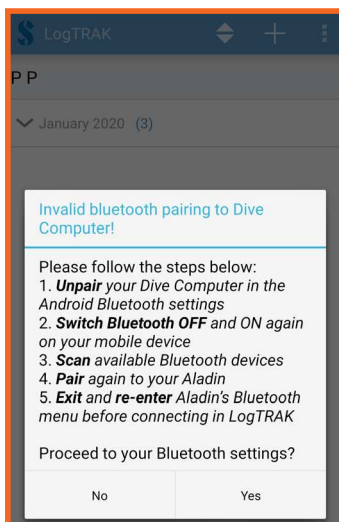 LogTRAK
P P
January 2020 (3)
Invalid bluetooth pairing to Dive
Computer!
Please follow the steps below:
1. Unpair your Dive Computer in the
Android Bluetooth settings
2. Switch Bluetooth OFF and ON again
on your mobile device
3. Scan available Bluetooth devices
4. Pair again to your Aladin
5. Exit and re-enter Aladin's Bluetooth
menu before connecting in LogTRAK
Proceed to your Bluetooth settings?
No
Yes